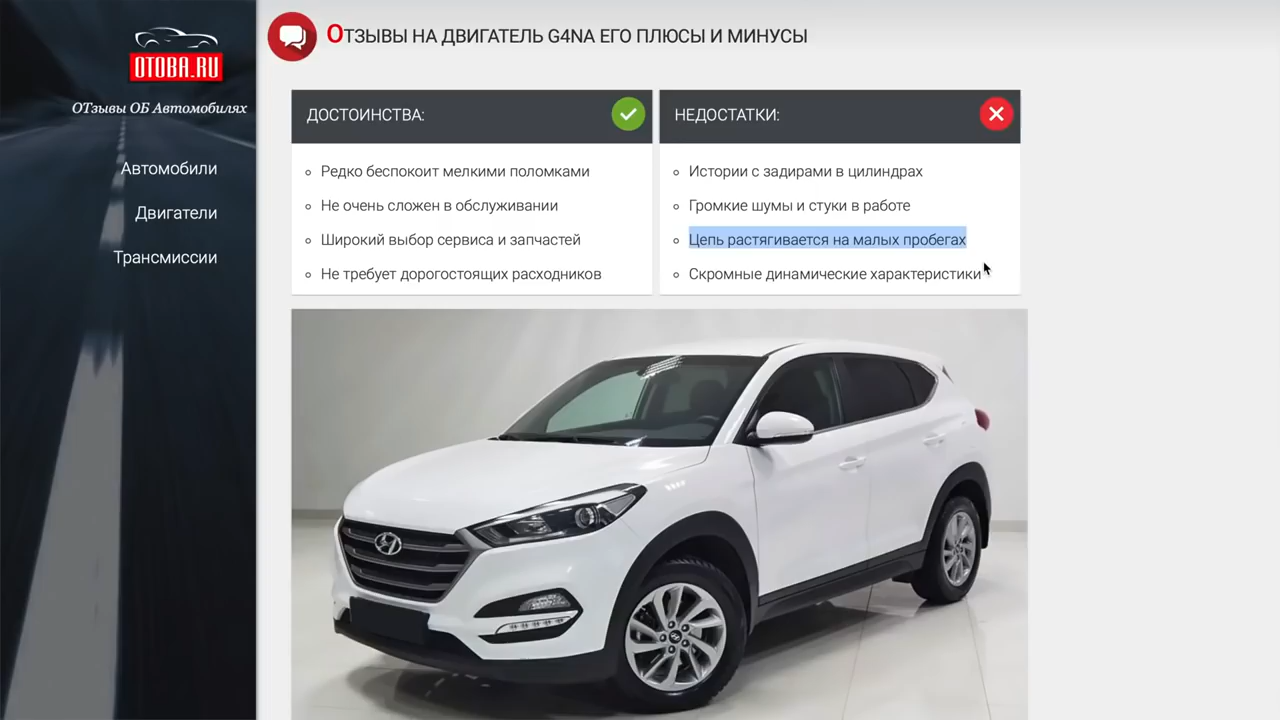 OTOBA.RU
ОТзывы ОБ Автомобилях
Автомобили
Двигатели
Трансмиссии
Отзывы на двигатель G4NA его плюсы и минусы
ДОСТОИНСТВА:
Редко беспокоит мелкими поломками
Не очень сложен в обслуживании
Широкий выбор сервиса и запчастей
Не требует дорогостоящих расходников
НЕДОСТАТКИ:
Истории с задирами в цилиндрах
Громкие шумы и стуки в работе
Цепь растягивается на малых пробегах
Скромные динамические характеристики